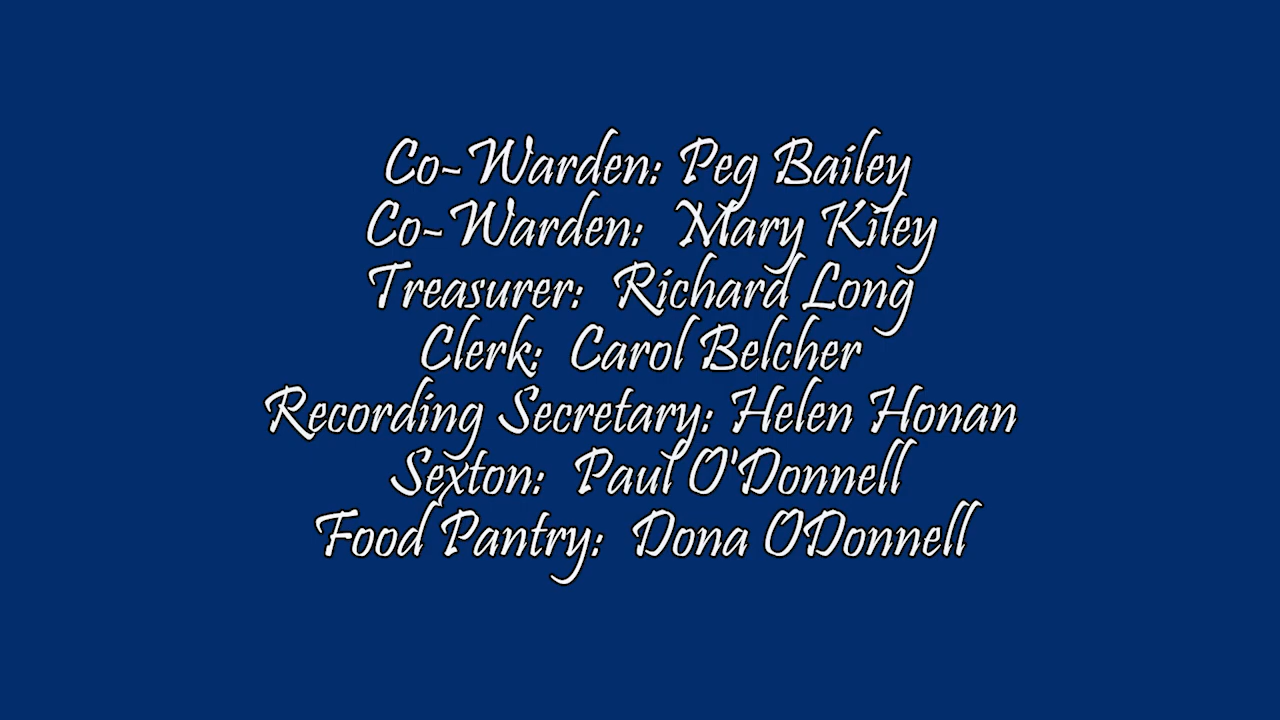 Co-Warden: Peg Bailey
Co-Warden: Mary Kiley
Treasurer: Richard Long
Clerk: Carol Belcher
Recording Secretary: Helen Honan
Sexton: Paul O'Donnell
Food Pantry: Dona ODonnell